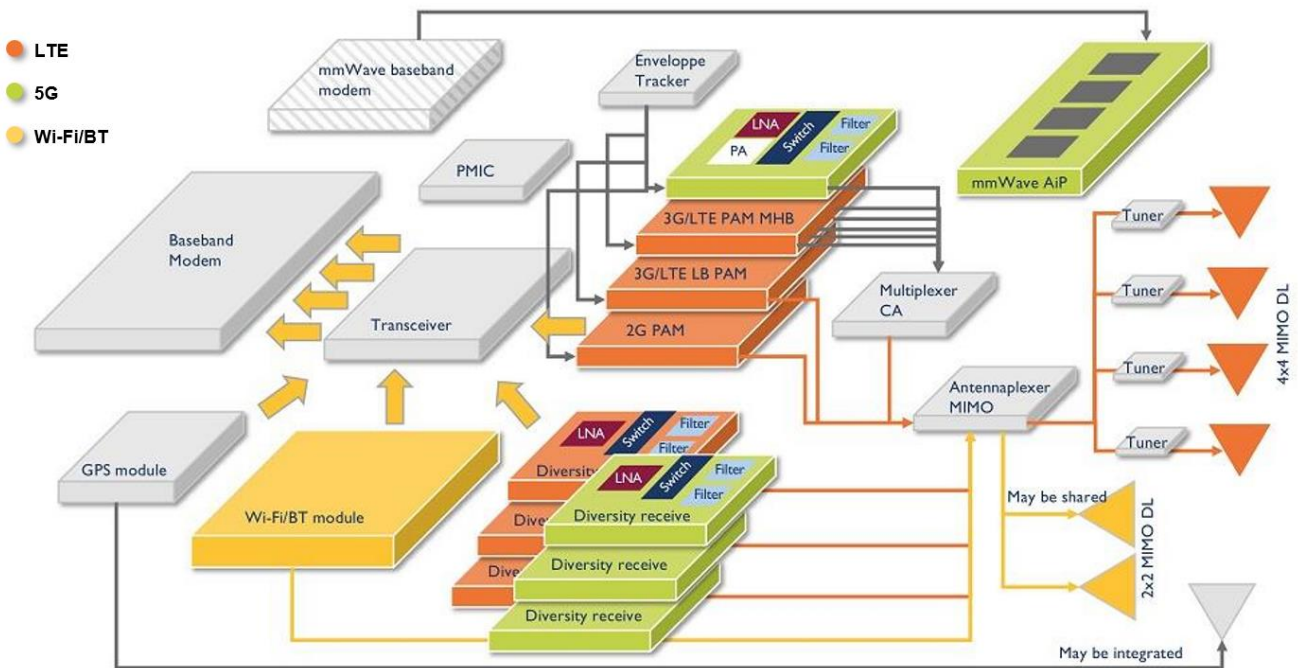 LTE
5G
Wi-Fi/BT
mmWave baseband
modem
Enveloppe
Tracker
LNA
Switch
Filter
PA
Filter
mmWave AiP
PMIC
Baseband
Modem
Transceiver
3G/LTE PAM MHB
3G/LTE LB PAM
2G PAM
Multiplexer
CA
Antennaplexer
MIMO
Tuner
Tuner
Tuner
Tuner
4x4 MIMO DL
GPS module
Wi-Fi/BT module
LNA
Switch
Filter
Filter
Diversity
Dive
Dive
LNA
Switch
Filter
Filter
Diversity receive
Diversity receive
Diversity receive
May be shared
2x2 MIMO DL
May be integrated